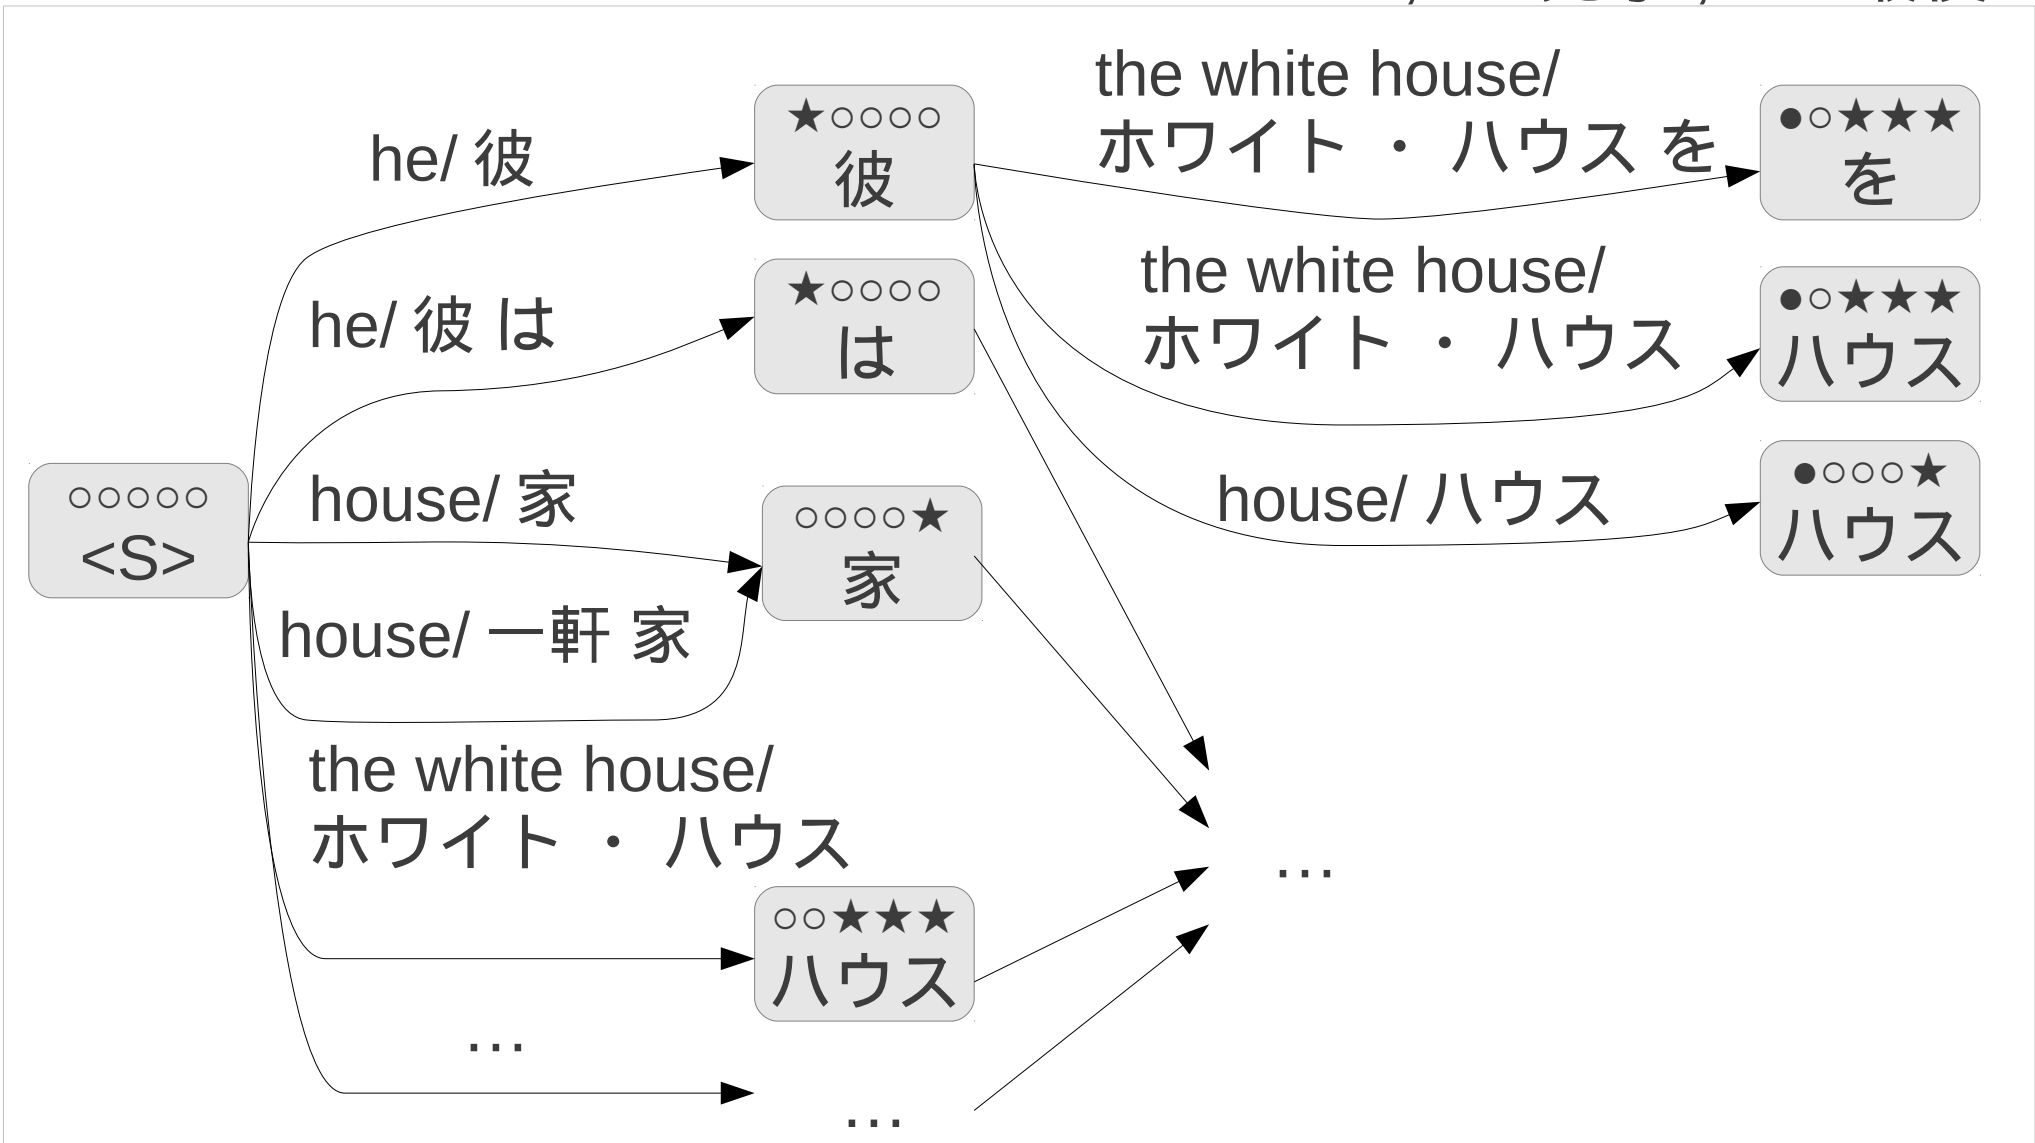 he/ 彼
★○○○○
彼
the white house/
ホワイト ・ ハウス を
●○★★★
を
he/ 彼 は
★○○○○
は
the white house/
ホワイト ・ ハウス
●○★★★
ハウス
○○○○○
<S>
house/ 家
○○○○★
家
house/ ハウス
●○○○★
ハウス
house/ 一軒 家
the white house/
ホワイト ・ ハウス
○○★★★
ハウス
…
…
…